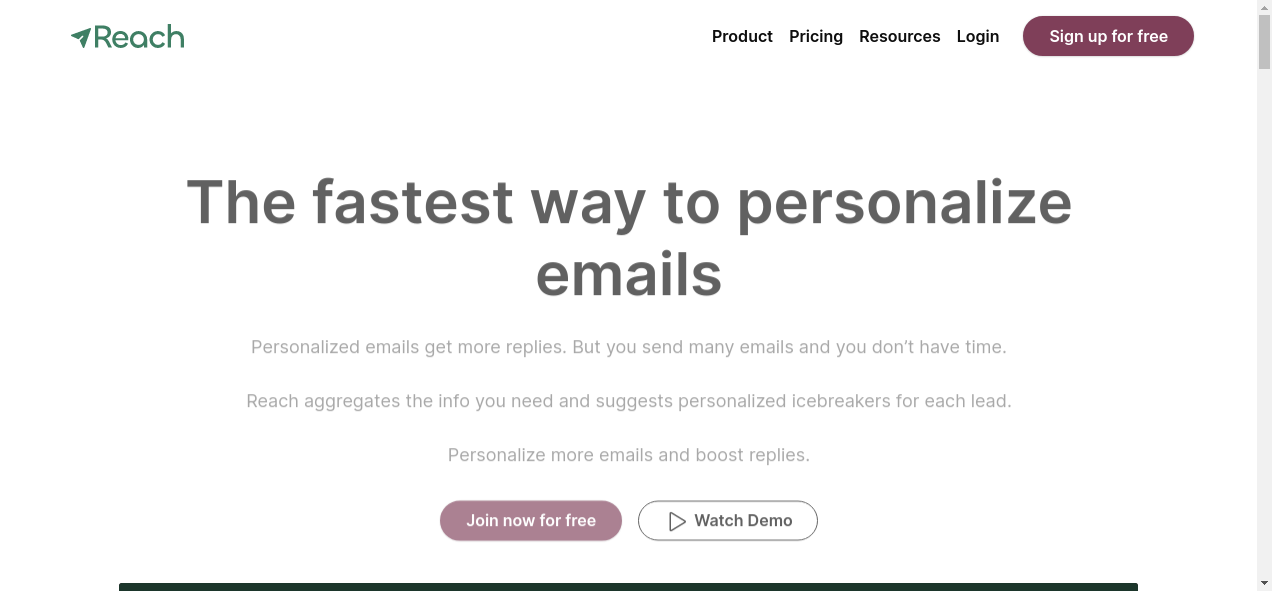 Reach
Product Pricing Resources Login Sign up for free
The fastest way to personalize
emails
Personalized emails get more replies. But you send many emails and you don’t have time.
Reach aggregates the info you need and suggests personalized icebreakers for each lead.
Personalize more emails and boost replies.
Join now for free Watch Demo